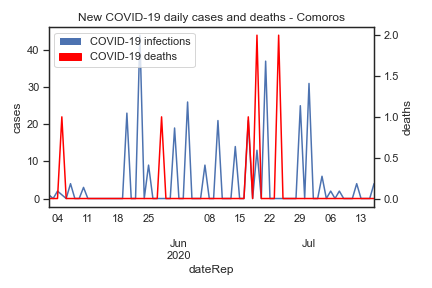 New COVID-19 daily cases and deaths - Comoros
COVID-19 infections
COVID-19 deaths
cases
40
30
20
10
0
deaths
2.0
1.5
1.0
0.5
0.0
04 11 18 25 08 15 22 29 06 13
Jun Jul
2020
dateRep